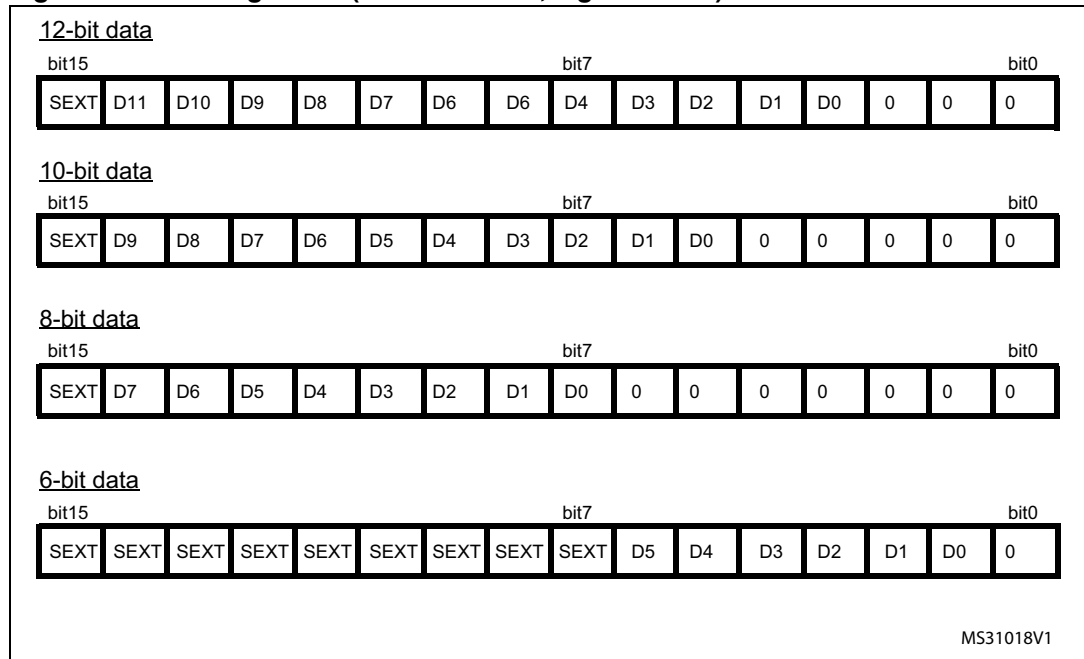 12-bit data
bit15 bit7 bit0
SEXT D11 D10 D9 D8 D7 D6 D6 D4 D3 D2 D1 D0 0 0 0
10-bit data
bit15 bit7 bit0
SEXT D9 D8 D7 D6 D5 D4 D3 D2 D1 D0 0 0 0 0 0
8-bit data
bit15 bit7 bit0
SEXT D7 D6 D5 D4 D3 D2 D1 D0 0 0 0 0 0 0 0
6-bit data
bit15 bit7 bit0
SEXT SEXT SEXT SEXT SEXT SEXT SEXT SEXT SEXT D5 D4 D3 D2 D1 D0 0
MS31018V1